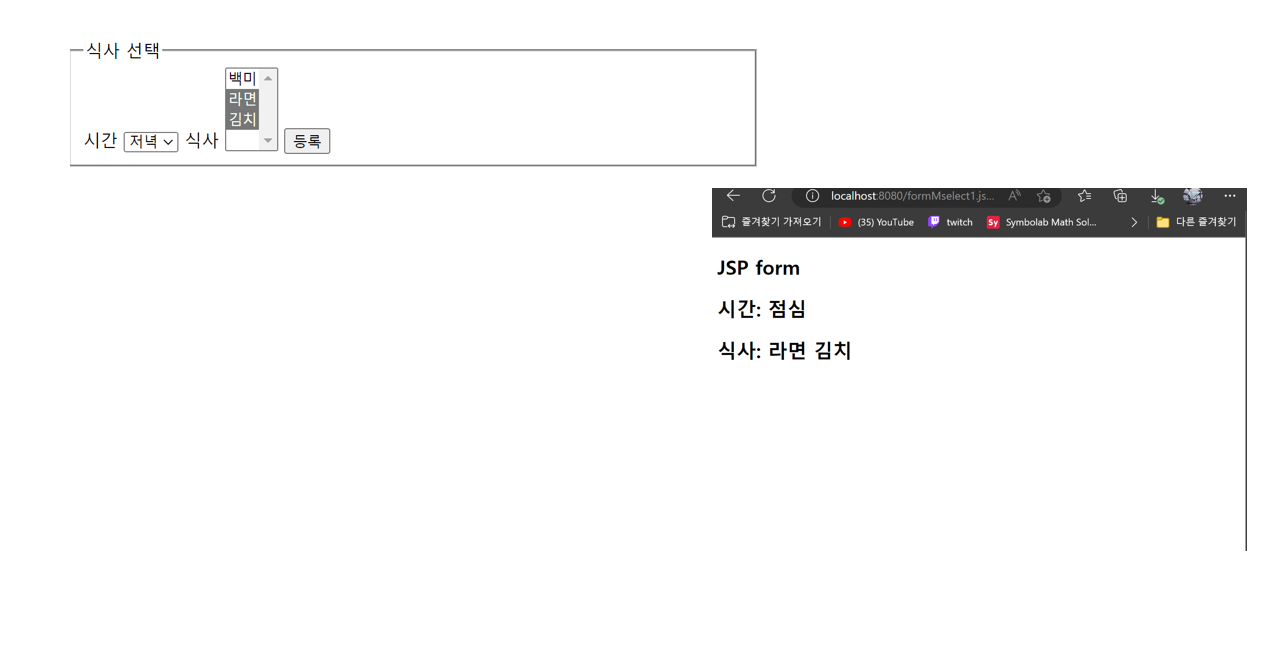 식사 선택
백미
라면
김치
시간 저녁 식사 등록
localhost:8080/formMselect1.js...
즐겨찾기 가져오기 (35) YouTube twitch Sy Symbolab Math Sol... 다른 즐겨찾기
JSP form
시간: 점심
식사: 라면 김치